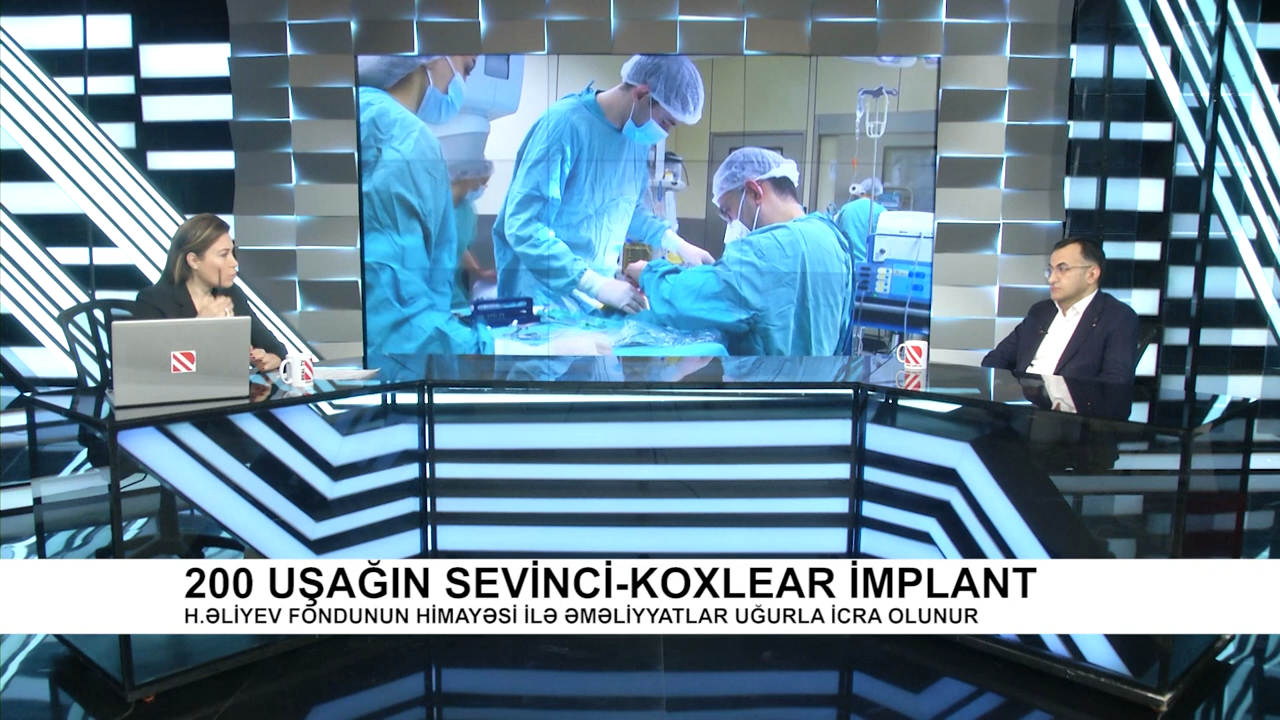 200 UŞAĞIN SEVİNCİ-KOXLEAR İMPLANT
H.ƏLİYEV FONDUNUN HİMAYƏSİ İLƏ ƏMƏLİYYATLAR UĞURLA İCRA OLUNUR